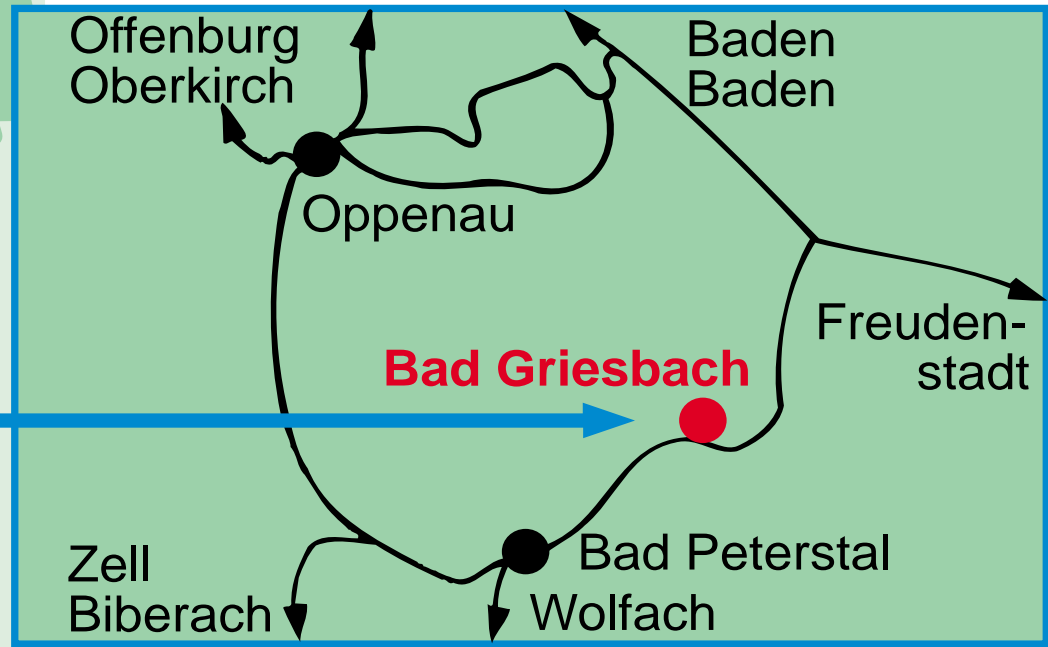 Offenburg
Oberkirch
Baden
Baden
Oppenau
Freuden-
stadt
Bad Griesbach
Bad Peterstal
Zell
Biberach
Wolfach